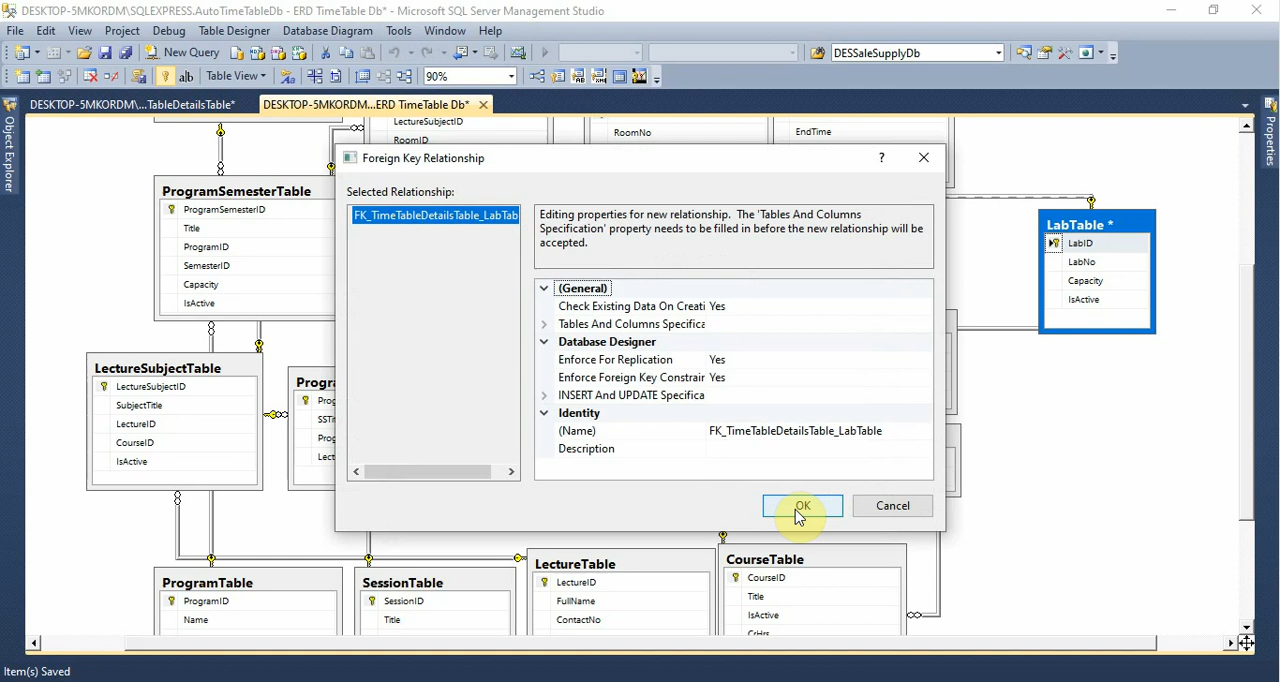 DESKTOP-5MKORDM\SQLEXPRESS.AutoTimeTableDb - ERD TimeTable Db* - Microsoft SQL Server Management Studio
File Edit View Project Debug Table Designer Database Diagram Tools Window Help
New Query DESSaleSupplyDb
Table View 90%
DESKTOP-5MKORDM\...TableDetailsTable* DESKTOP-5MKORDM...ERD TimeTable Db*
Object Explorer
Properties
LectureSubjectID
RoomID
RoomNo
EndTime
Foreign Key Relationship
Selected Relationship:
FK_TimeTableDetailsTable_LabTab
Editing properties for new relationship. The 'Tables And Columns
Specification' property needs to be filled in before the new relationship will be
accepted.
(General)
Check Existing Data On Creati Yes
Tables And Columns Specifica
Database Designer
Enforce For Replication Yes
Enforce Foreign Key Constrain Yes
INSERT And UPDATE Specifica
Identity
(Name) FK_TimeTableDetailsTable_LabTable
Description
OK Cancel
ProgramSemesterTable
ProgramSemesterID
Title
ProgramID
SemesterID
Capacity
IsActive
LabTable *
LabID
LabNo
Capacity
IsActive
LectureSubjectTable
LectureSubjectID
SubjectTitle
LectureID
CourseID
IsActive
Progr
Prog
SSTi
Prog
Lect
ProgramTable
ProgramID
Name
SessionTable
SessionID
Title
LectureTable
LectureID
FullName
ContactNo
CourseTable
CourseID
Title
IsActive
CrHrs
Item(s) Saved